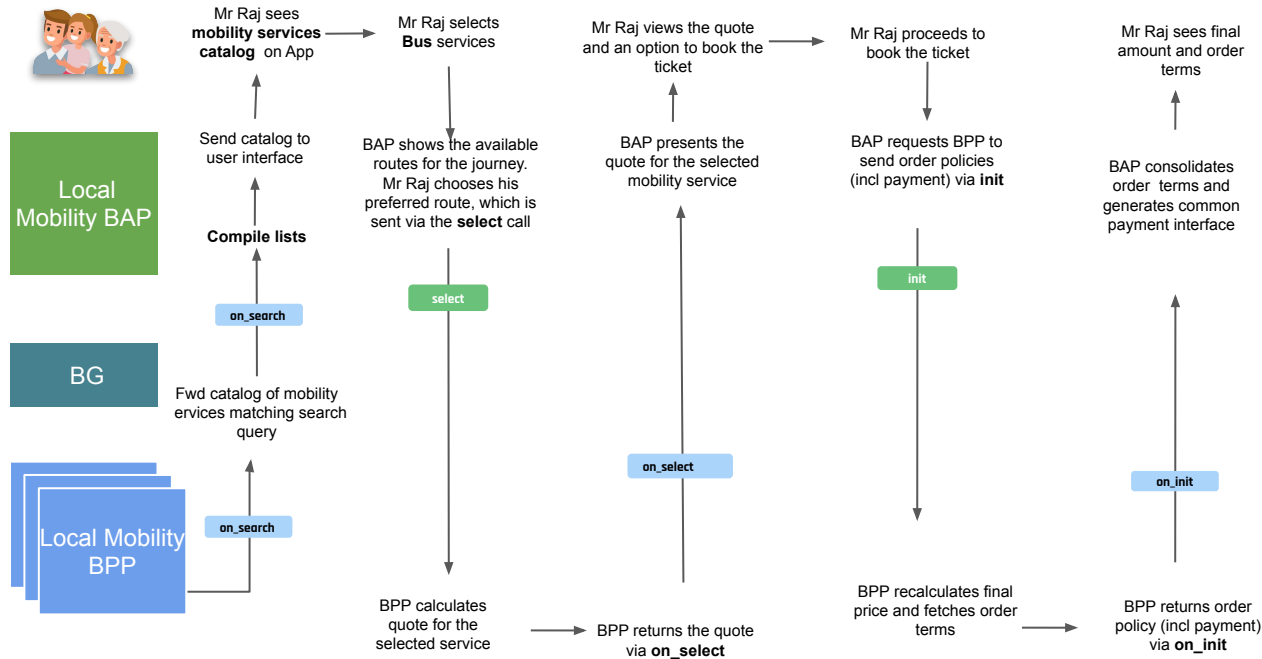 Mr Raj sees
mobility services
catalog on App
Mr Raj selects
Bus services
Mr Raj views the quote
and an option to book the
ticket
Mr Raj proceeds to
book the ticket
Mr Raj sees final
amount and order
terms
Local
Mobility BAP
Send catalog to
user interface
Compile lists
BAP shows the available
routes for the journey.
Mr Raj chooses his
preferred route, which is
sent via the select call
BAP presents the
quote for the selected
mobility service
BAP requests BPP to
send order policies
(incl payment) via init
BAP consolidates
order terms and
generates common
payment interface
on_search
select
init
BG
Fwd catalog of mobility
ervices matching search
query
on_select
on_init
Local Mobility
BPP
on_search
BPP calculates
quote for the
selected service
BPP returns the quote
via on_select
BPP recalculates final
price and fetches order
terms
BPP returns order
policy (incl payment)
via on_init